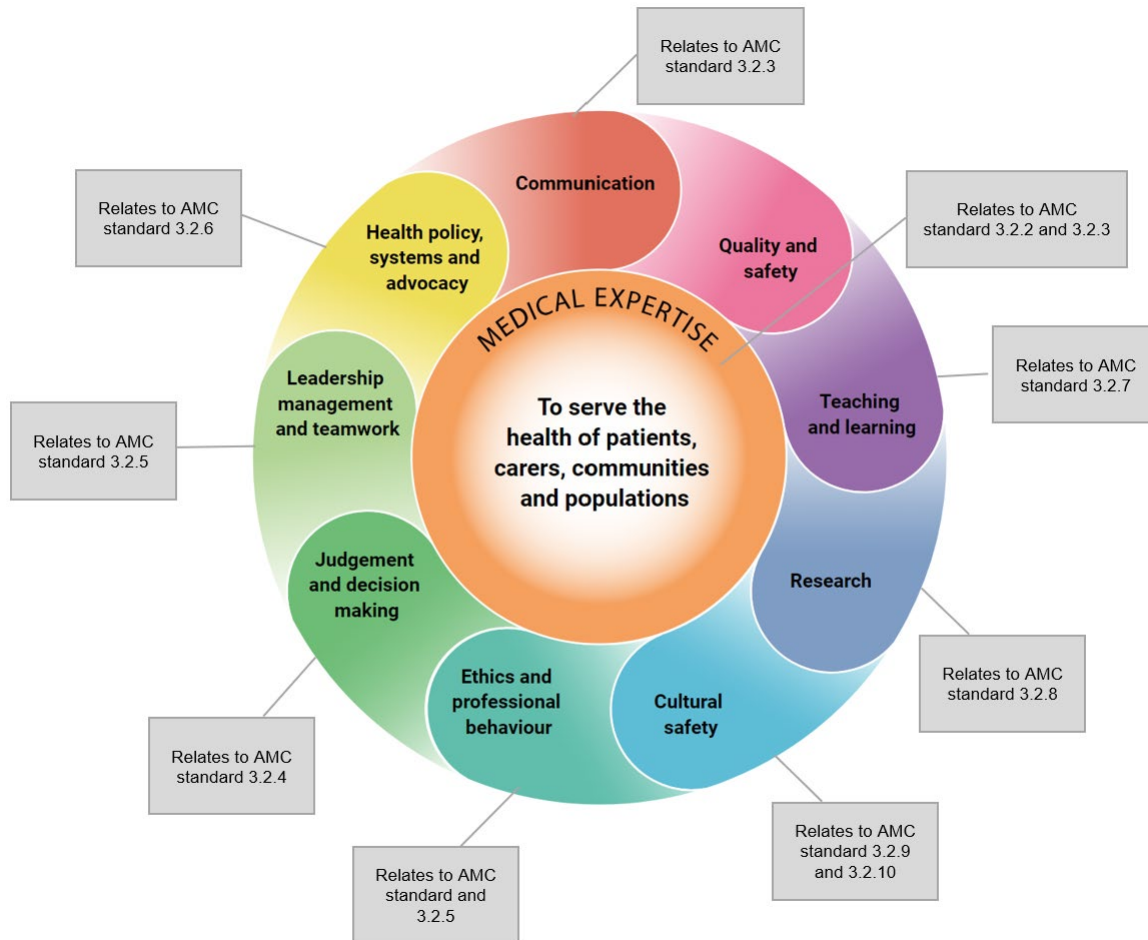 Relates to AMC
standard 3.2.3
Communication
Quality and
safety
Relates to AMC
standard 3.2.2 and 3.2.3
Relates to AMC
standard 3.2.6
Health policy,
systems and
advocacy
MEDICAL EXPERTISE
To serve the
health of patients,
carers, communities
and populations
Relates to AMC
standard 3.2.7
Teaching
and learning
Leadership
management
and teamwork
Relates to AMC
standard 3.2.5
Research
Relates to AMC
standard 3.2.8
Judgement
and decision
making
Relates to AMC
standard 3.2.4
Ethics and
professional
behaviour
Relates to AMC
standard and
3.2.5
Cultural
safety
Relates to AMC
standard 3.2.9
and 3.2.10